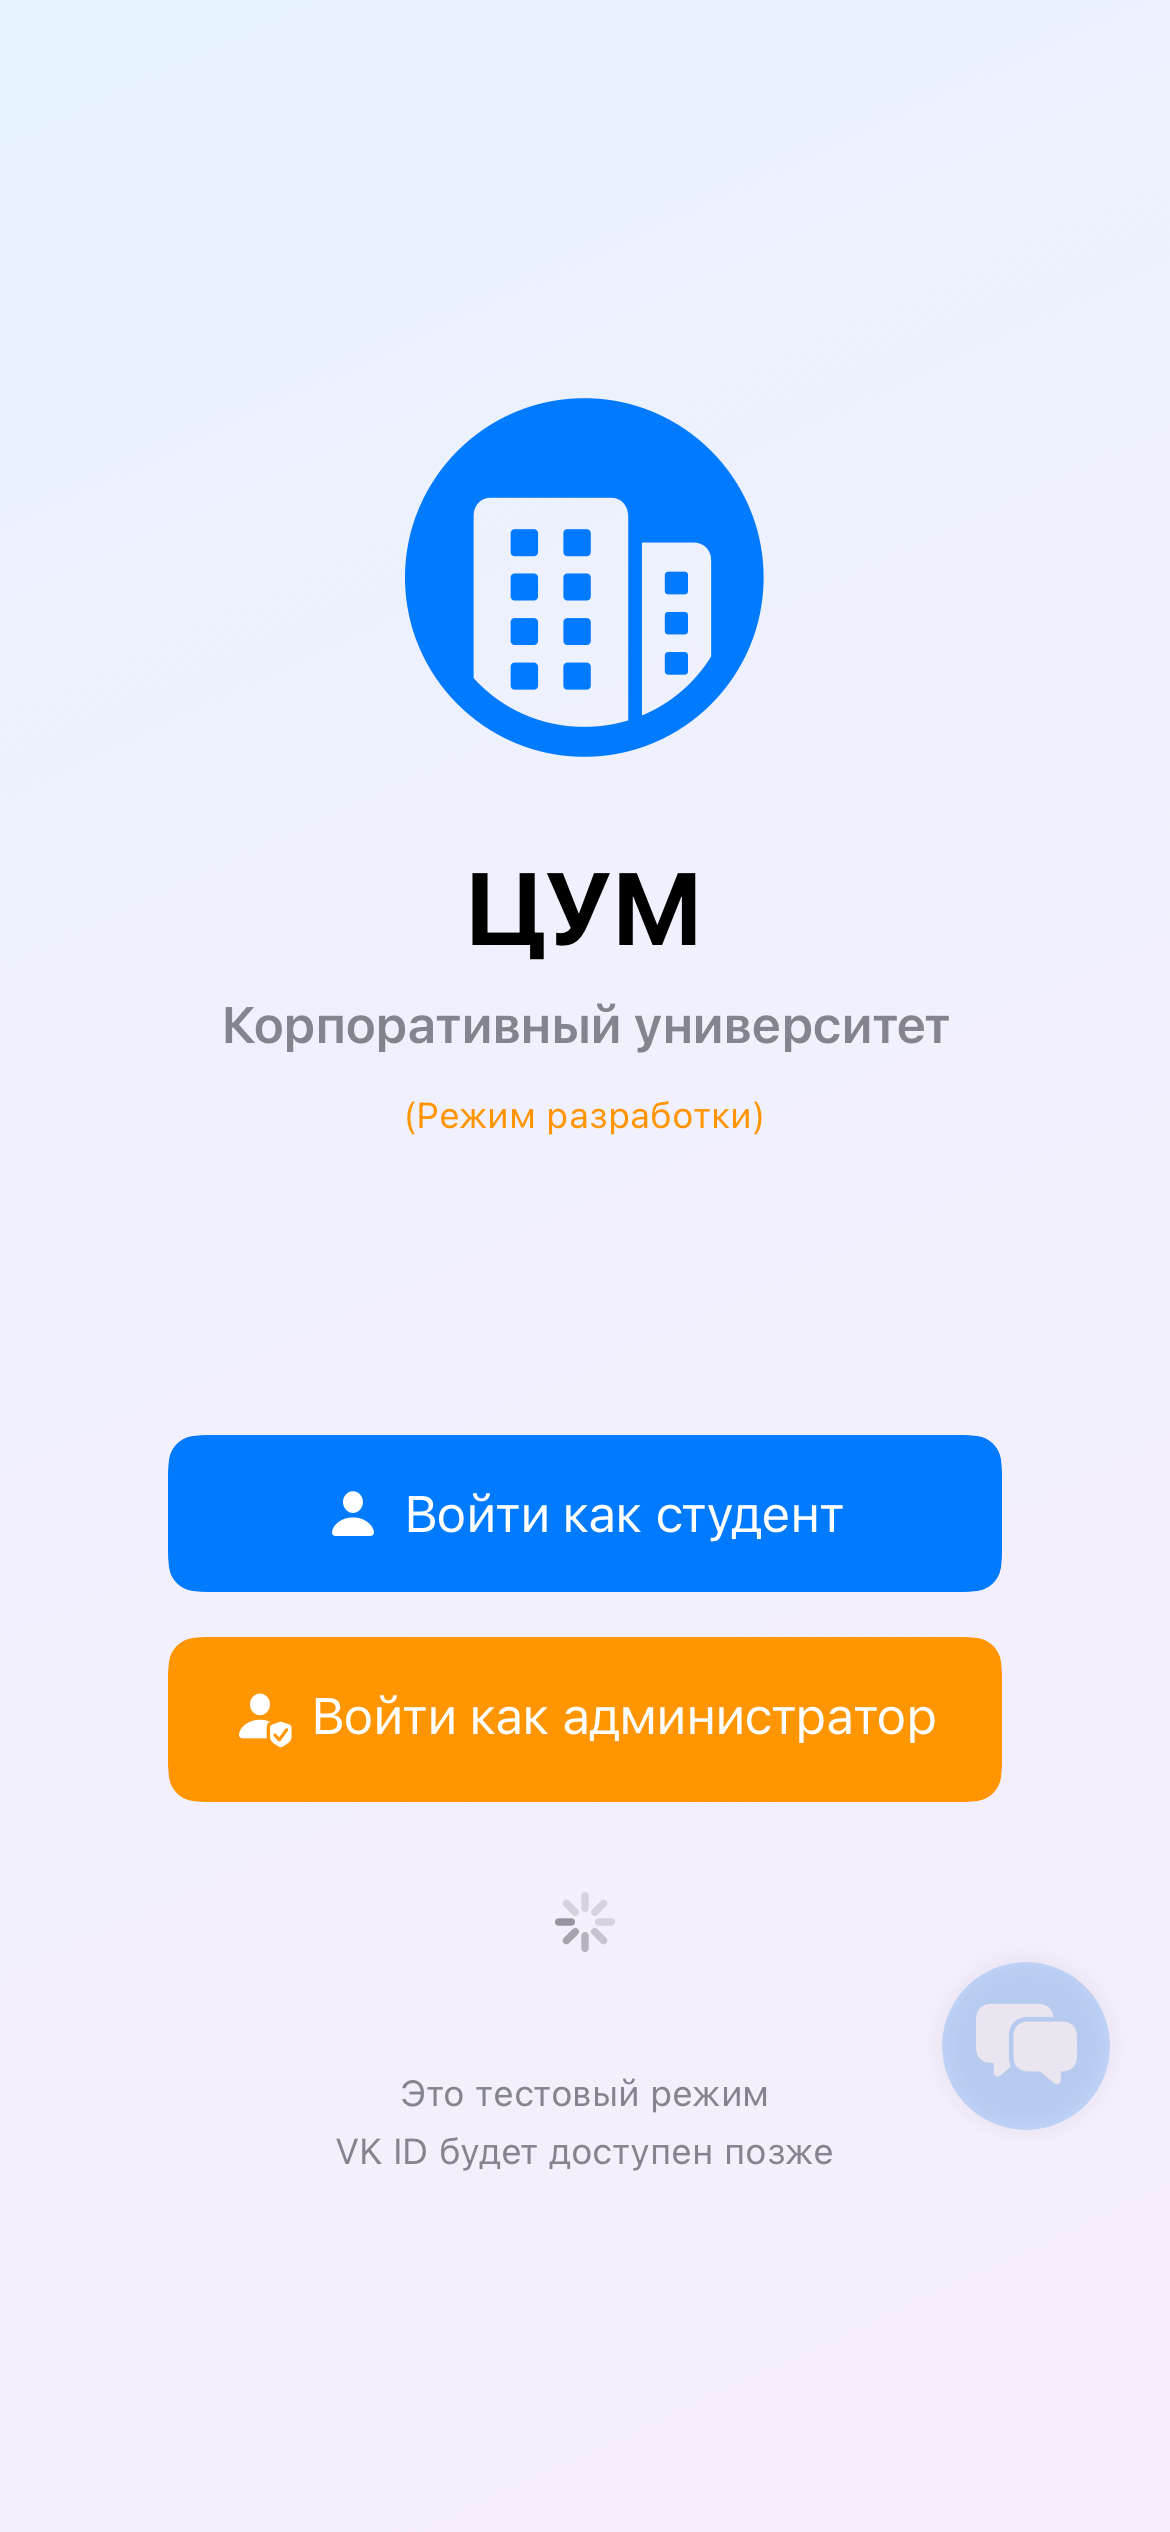 ЦУМ
Корпоративный университет
(Режим разработки)
Войти как студент
Войти как администратор
Это тестовый режим
VK ID будет доступен позже